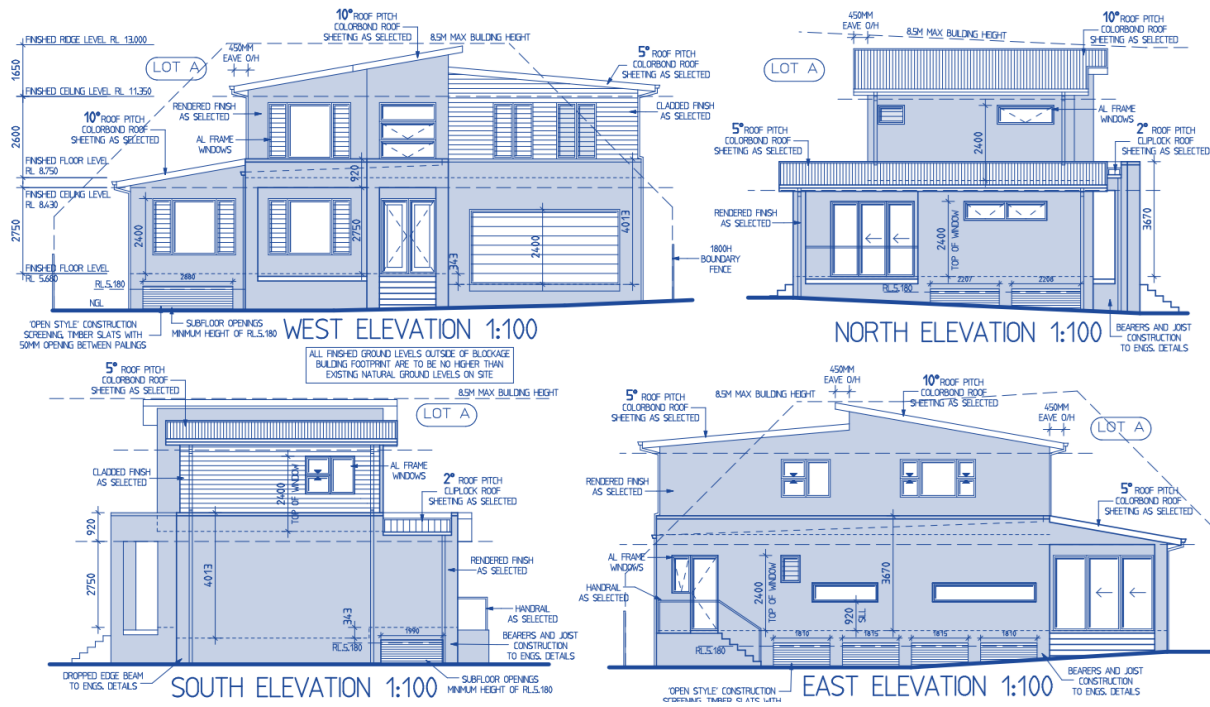 10° ROOF PITCH
COLORBOND ROOF
SHEETING AS SELECTED
8.5M MAX BUILDING HEIGHT
FINISHED RIDGE LEVEL RL 13.000
450MM
EAVE O/H
LOT A
5° ROOF PITCH
COLORBOND ROOF
SHEETING AS SELECTED
1650
FINISHED CEILING LEVEL RL 11.350
RENDERED FINISH
AS SELECTED
CLADDED FINISH
AS SELECTED
10° ROOF PITCH
COLORBOND ROOF
SHEETING AS SELECTED
AL FRAME
WINDOWS
2600
FINISHED FLOOR LEVEL
RL 8.750
920
FINISHED CEILING LEVEL
RL 8.430
2750
2400
2750
2400
4013
343
1800H
BOUNDARY
FENCE
FINISHED FLOOR LEVEL
RL 5.680
2880
RL.5.180
NGL
'OPEN STYLE' CONSTRUCTION
SCREENING, TIMBER SLATS WITH
50MM OPENING BETWEEN PAILINGS
SUBFLOOR OPENINGS
MINIMUM HEIGHT OF RL.5.180
WEST ELEVATION 1:100
ALL FINISHED GROUND LEVELS OUTSIDE OF BLOCKAGE
BUILDING FOOTPRINT ARE TO BE NO HIGHER THAN
EXISTING NATURAL GROUND LEVELS ON SITE
450MM
EAVE O/H
8.5M MAX BUILDING HEIGHT
10° ROOF PITCH
COLORBOND ROOF
SHEETING AS SELECTED
LOT A
AL FRAME
WINDOWS
5° ROOF PITCH
COLORBOND ROOF
SHEETING AS SELECTED
2400
2° ROOF PITCH
CLIPLOCK ROOF
SHEETING AS SELECTED
RENDERED FINISH
AS SELECTED
2400
TOP OF WINDOW
3670
RL.5.180
2207
2208
NORTH ELEVATION 1:100
BEARERS AND JOIST
CONSTRUCTION
TO ENGS. DETAILS
5° ROOF PITCH
COLORBOND ROOF
SHEETING AS SELECTED
8.5M MAX BUILDING HEIGHT
LOT A
CLADDED FINISH
AS SELECTED
2400
TOP OF WINDOW
AL FRAME
WINDOWS
2° ROOF PITCH
CLIPLOCK ROOF
SHEETING AS SELECTED
920
2750
4013
RENDERED FINISH
AS SELECTED
343
1990
RL.5.180
HANDRAIL
AS SELECTED
BEARERS AND JOIST
CONSTRUCTION
TO ENGS. DETAILS
DROPPED EDGE BEAM
TO ENGS. DETAILS
SOUTH ELEVATION 1:100
SUBFLOOR OPENINGS
MINIMUM HEIGHT OF RL.5.180
450MM
EAVE O/H
10° ROOF PITCH
COLORBOND ROOF
SHEETING AS SELECTED
8.5M MAX BUILDING HEIGHT
5° ROOF PITCH
COLORBOND ROOF
SHEETING AS SELECTED
450MM
EAVE O/H
LOT A
RENDERED FINISH
AS SELECTED
5° ROOF PITCH
COLORBOND ROOF
SHEETING AS SELECTED
AL FRAME
WINDOWS
HANDRAIL
AS SELECTED
2400
TOP OF WINDOW
920
SILL
3670
RL.5.180
1810
1815
1815
1810
BEARERS AND JOIST
CONSTRUCTION
TO ENGS. DETAILS
'OPEN STYLE' CONSTRUCTION
SCREENING, TIMBER SLATS WITH
EAST ELEVATION 1:100